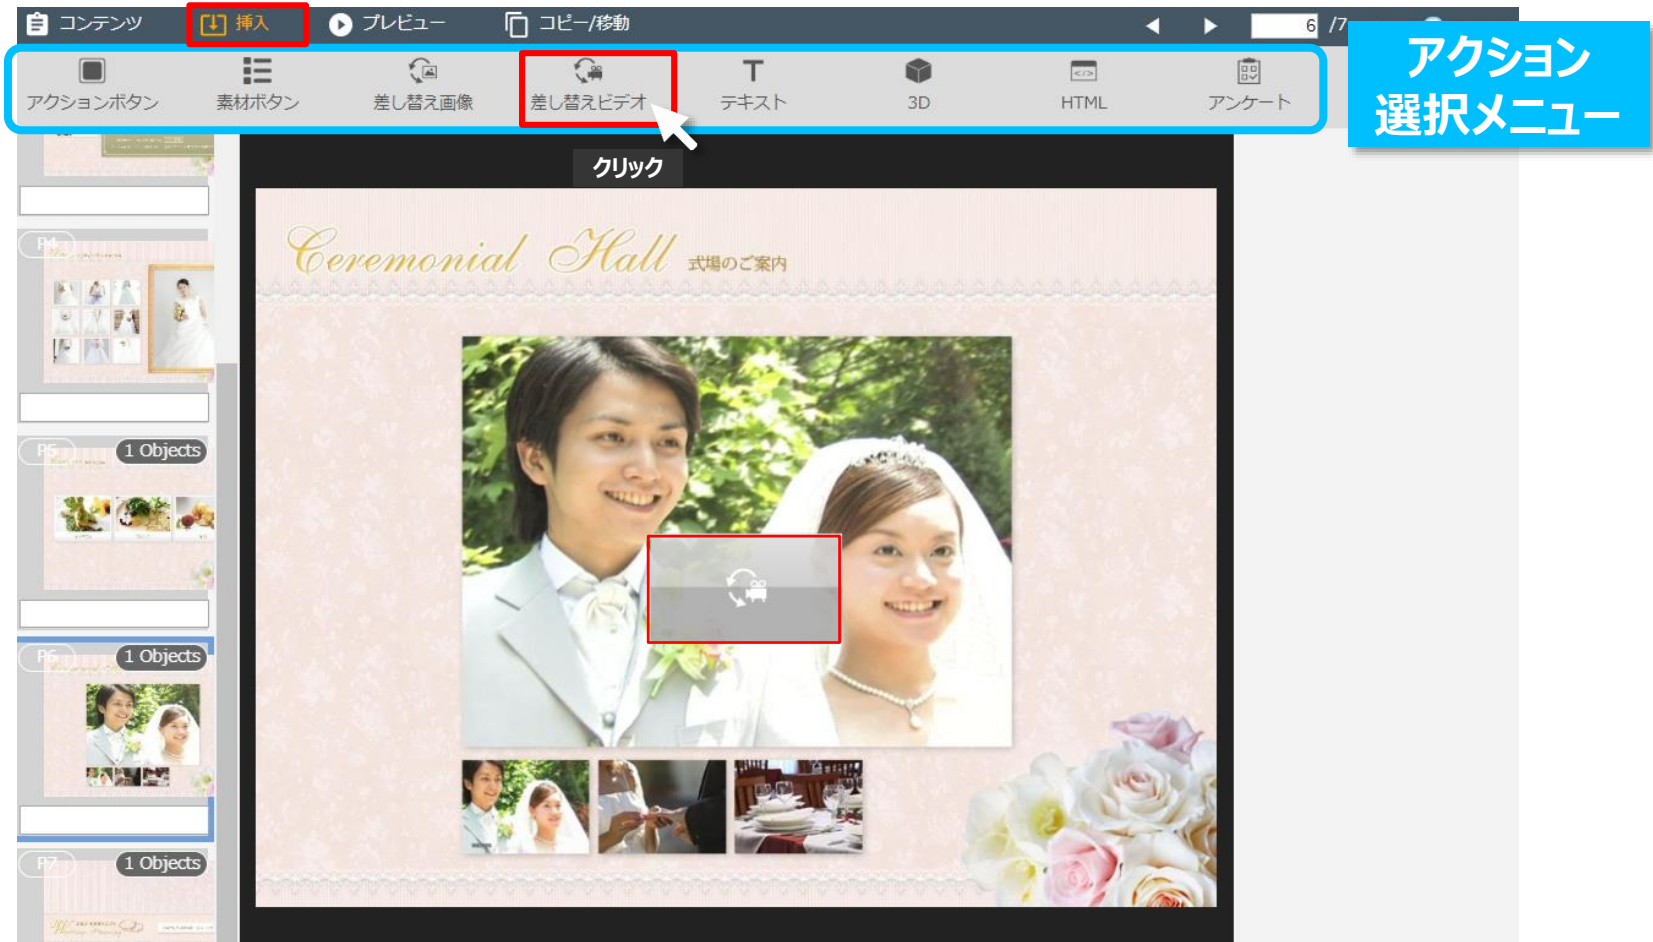 コンテンツ
挿入
プレビュー
コピー/移動
6 /7
アクション
選択メニュー
アクションボタン
素材ボタン
差し替え画像
差し替えビデオ
テキスト
3D
HTML
アンケート
クリック
Ceremonial Hall 式場のご案内
P4
P5
1 Objects
P6
1 Objects
P7
1 Objects